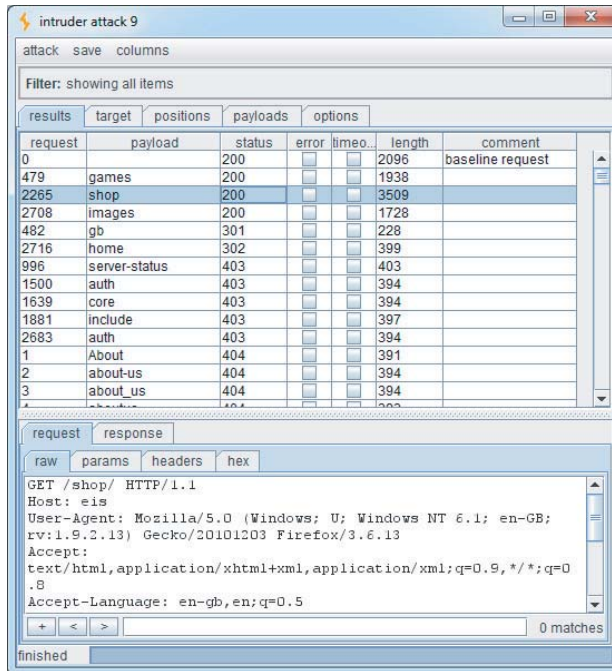 intruder attack 9
attack save columns
Filter: showing all items
results target positions payloads options
request payload status error timeo... length comment
0 200 2096 baseline request
479 games 200 1938
2265 shop 200 3509
2708 images 200 1728
482 gb 301 228
2716 home 302 399
996 server-status 403 403
1500 auth 403 394
1639 core 403 394
1881 include 403 397
2683 auth 403 394
1 About 404 391
2 about-us 404 394
3 about_us 404 394
request response
raw params headers hex
GET /shop/ HTTP/1.1
Host: eis
User-Agent: Mozilla/5.0 (Windows; U; Windows NT 6.1; en-GB;
rv:1.9.2.13) Gecko/20101203 Firefox/3.6.13
Accept:
text/html,application/xhtml+xml,application/xml;q=0.9,*/*;q=0
.8
Accept-Language: en-gb,en;q=0.5
+ < > 0 matches
finished